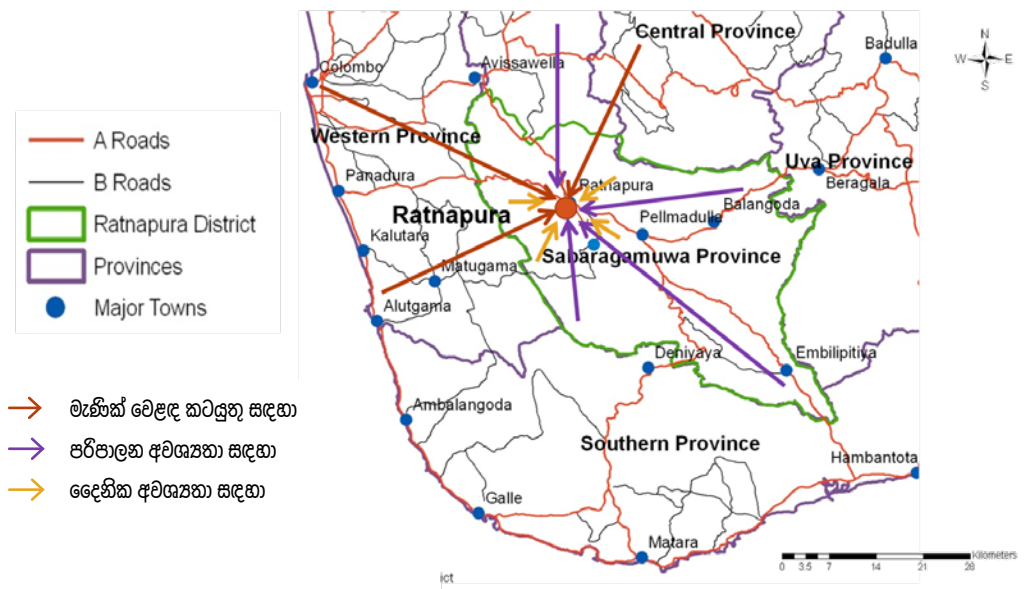 Central Province
Badulla
N
W E
S
Avissawella
Colombo
A Roads
Western Province
Uva Province
B Roads
Panadura
Ratnapura
Beragala
Ratnapura District
Ratnapura
Pellmadulla
Balangoda
Kalutara
Provinces
Matugama
Sabaragamuwa Province
Major Towns
Alutgama
Deniyaya
Embilipitiya
මැණික් වෙළඳ කටයුතු සඳහා
Ambalangoda
පරිපාලන අවශ්‍යතා සඳහා
Southern Province
Hambantota
දෛනික අවශ්‍යතා සඳහා
Galle
Matara
Kilometers
0 3.5 7 14 21 28
ict